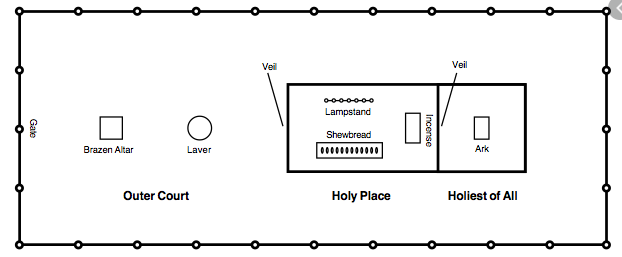 Veil
Veil
Lampstand
Gate
Incense
Shewbread
Brazen Altar
Laver
Ark
Outer Court
Holy Place
Holiest of All